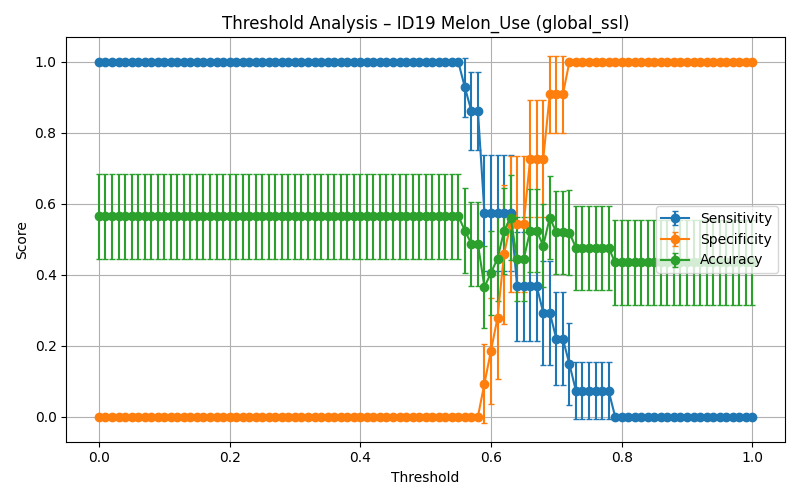 Threshold Analysis – ID19 Melon_Use (global_ssl)
Score
1.0
0.8
0.6
0.4
0.2
0.0
Sensitivity
Specificity
Accuracy
0.0 0.2 0.4 0.6 0.8 1.0
Threshold